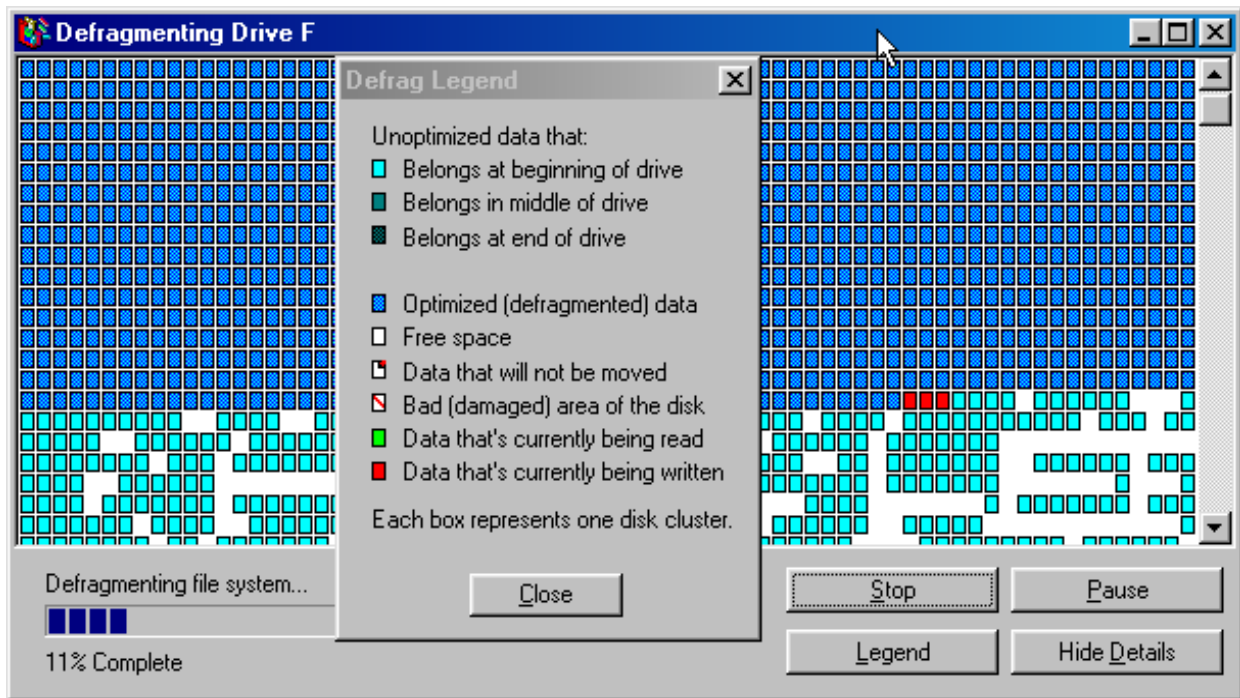 Defragmenting Drive F
Defrag Legend
Unoptimized data that:
Belongs at beginning of drive
Belongs in middle of drive
Belongs at end of drive
Optimized (defragmented) data
Free space
Data that will not be moved
Bad (damaged) area of the disk
Data that's currently being read
Data that's currently being written
Each box represents one disk cluster.
Close
Defragmenting file system...
11% Complete
Stop
Pause
Legend
Hide Details